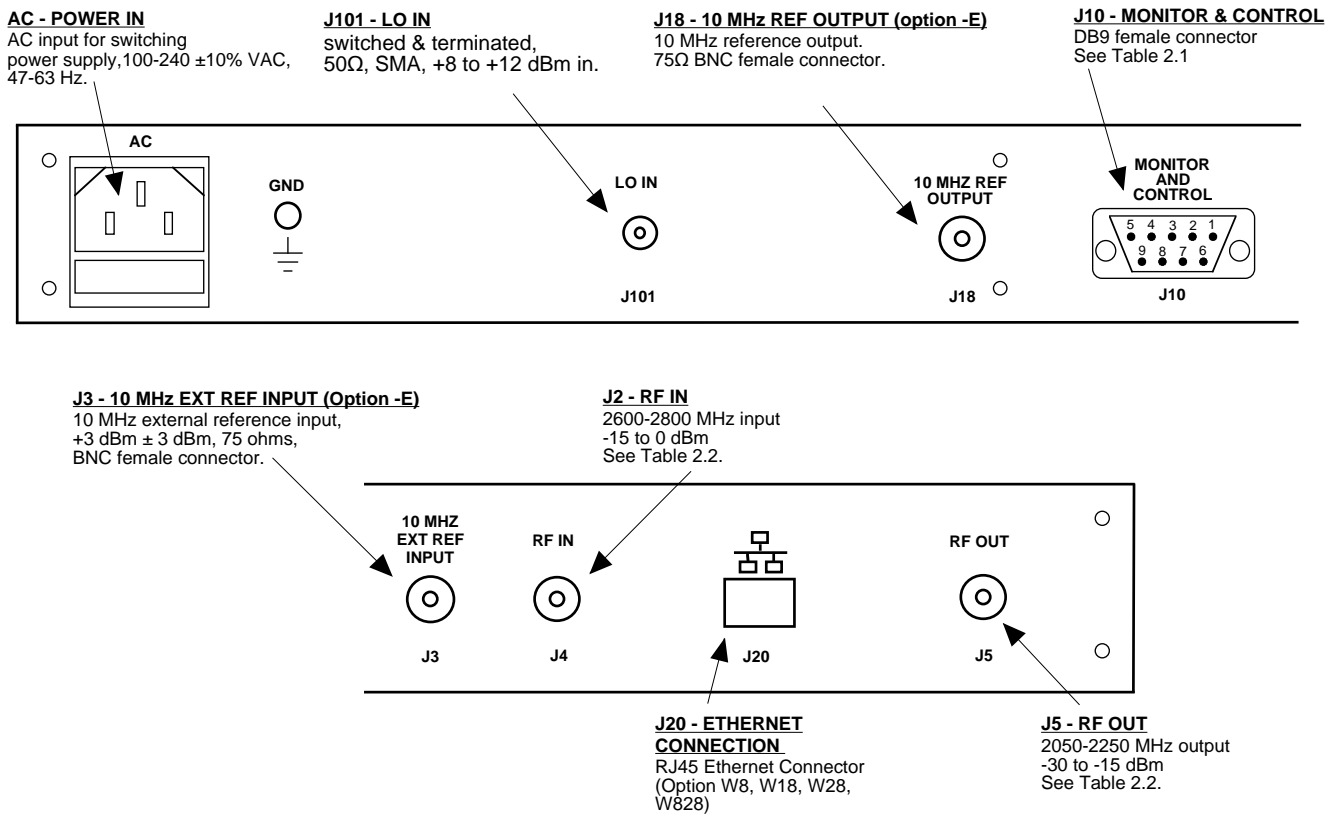 AC - POWER IN
AC input for switching
power supply,100-240 ±10% VAC,
47-63 Hz.
J101 - LO IN
switched & terminated,
50Ω, SMA, +8 to +12 dBm in.
J18 - 10 MHz REF OUTPUT (option -E)
10 MHz reference output.
75Ω BNC female connector.
J10 - MONITOR & CONTROL
DB9 female connector
See Table 2.1
AC
GND
LO IN
J101
10 MHZ REF
OUTPUT
J18
MONITOR
AND
CONTROL
5 4 3 2 1
9 8 7 6
J10
J3 - 10 MHz EXT REF INPUT (Option -E)
10 MHz external reference input,
+3 dBm ± 3 dBm, 75 ohms,
BNC female connector.
J2 - RF IN
2600-2800 MHz input
-15 to 0 dBm
See Table 2.2.
10 MHZ
EXT REF
INPUT
J3
RF IN
J4
J20
RF OUT
J5
J20 - ETHERNET
CONNECTION
RJ45 Ethernet Connector
(Option W8, W18, W28,
W828)
J5 - RF OUT
2050-2250 MHz output
-30 to -15 dBm
See Table 2.2.